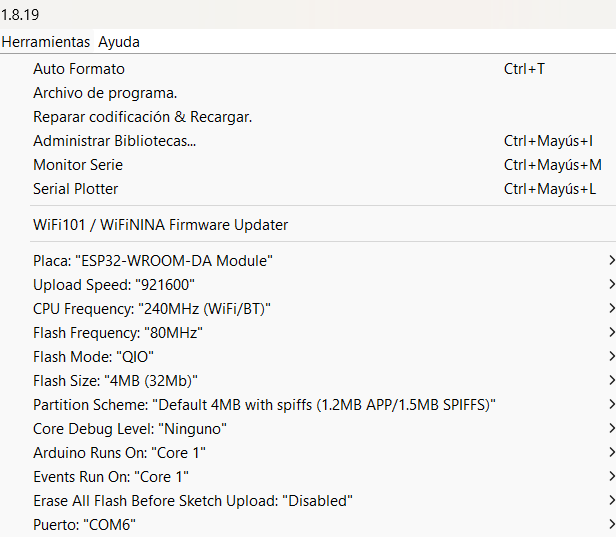 1.8.19
Herramientas Ayuda
Auto Formato Ctrl+T
Archivo de programa.
Reparar codificación & Recargar.
Administrar Bibliotecas... Ctrl+Mayús+I
Monitor Serie Ctrl+Mayús+M
Serial Plotter Ctrl+Mayús+L
WiFi101 / WiFiNINA Firmware Updater
Placa: "ESP32-WROOM-DA Module"
Upload Speed: "921600"
CPU Frequency: "240MHz (WiFi/BT)"
Flash Frequency: "80MHz"
Flash Mode: "QIO"
Flash Size: "4MB (32Mb)"
Partition Scheme: "Default 4MB with spiffs (1.2MB APP/1.5MB SPIFFS)"
Core Debug Level: "Ninguno"
Arduino Runs On: "Core 1"
Events Run On: "Core 1"
Erase All Flash Before Sketch Upload: "Disabled"
Puerto: "COM6"